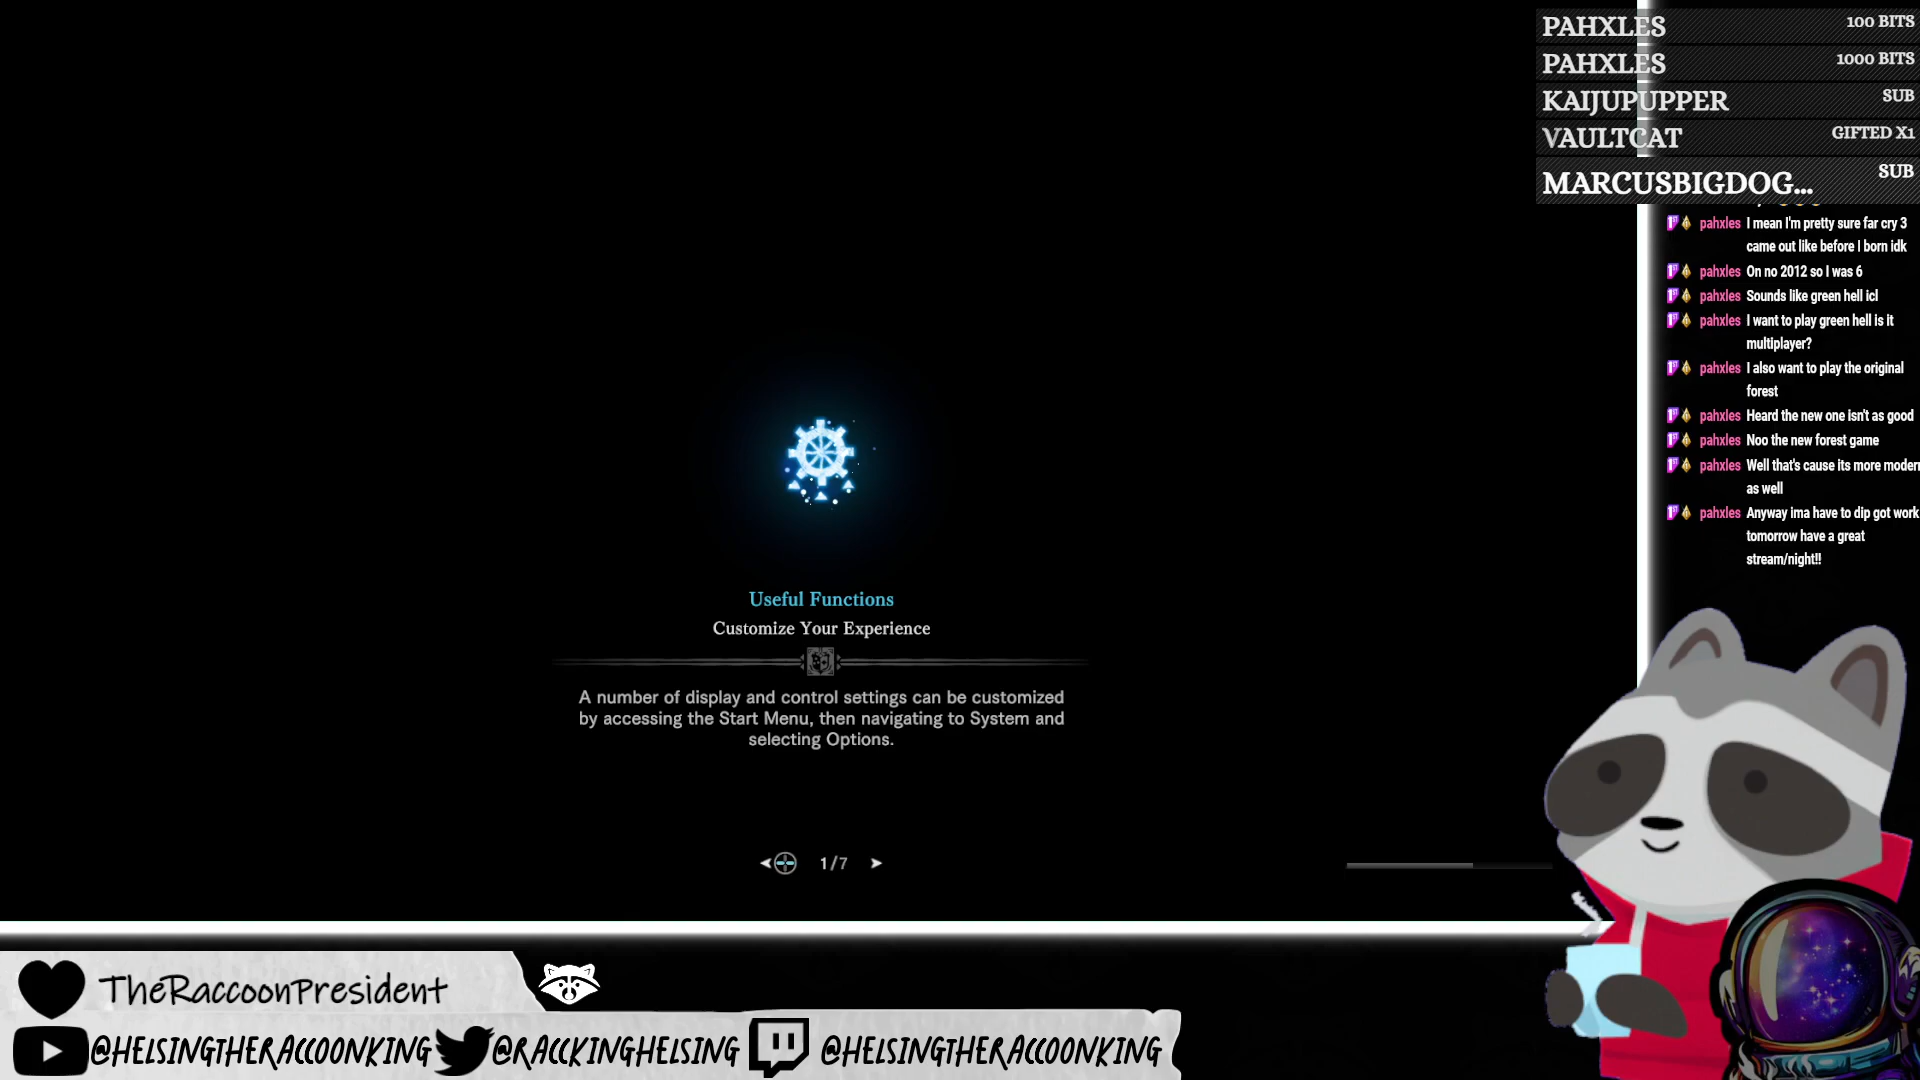 PAHXLES 100 BITS
PAHXLES 1000 BITS
KAIJUPUPPER SUB
VAULTCAT GIFTED X1
MARCUSBIGDOG... SUB
pahxles I mean I'm pretty sure far cry 3
came out like before I born idk
pahxles On no 2012 so I was 6
pahxles Sounds like green hell icl
pahxles I want to play green hell is it
multiplayer?
pahxles I also want to play the original
forest
pahxles Heard the new one isn't as good
pahxles Noo the new forest game
pahxles Well that's cause its more modern
as well
pahxles Anyway ima have to dip got work
tomorrow have a great
stream/night!!
Useful Functions
Customize Your Experience
A number of display and control settings can be customized
by accessing the Start Menu, then navigating to System and
selecting Options.
1/7
TheRaccoonPresident
@HELSINGTHERACCOONKING @RACCKINGHELSING @HELSINGTHERACCOONKING